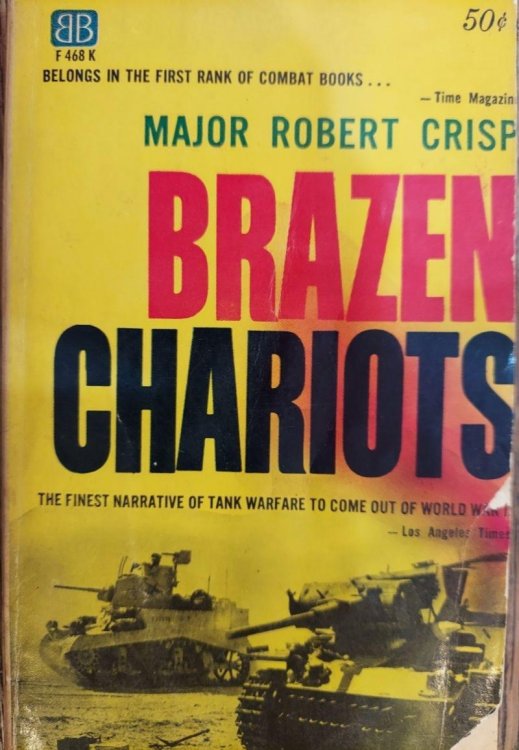 BB
50¢
F 468 K
BELONGS IN THE FIRST RANK OF COMBAT BOOKS...
— Time Magazin
MAJOR ROBERT CRISP
BRAZEN
CHARIOTS
THE FINEST NARRATIVE OF TANK WARFARE TO COME OUT OF WORLD WAR
— Los Angeles Times